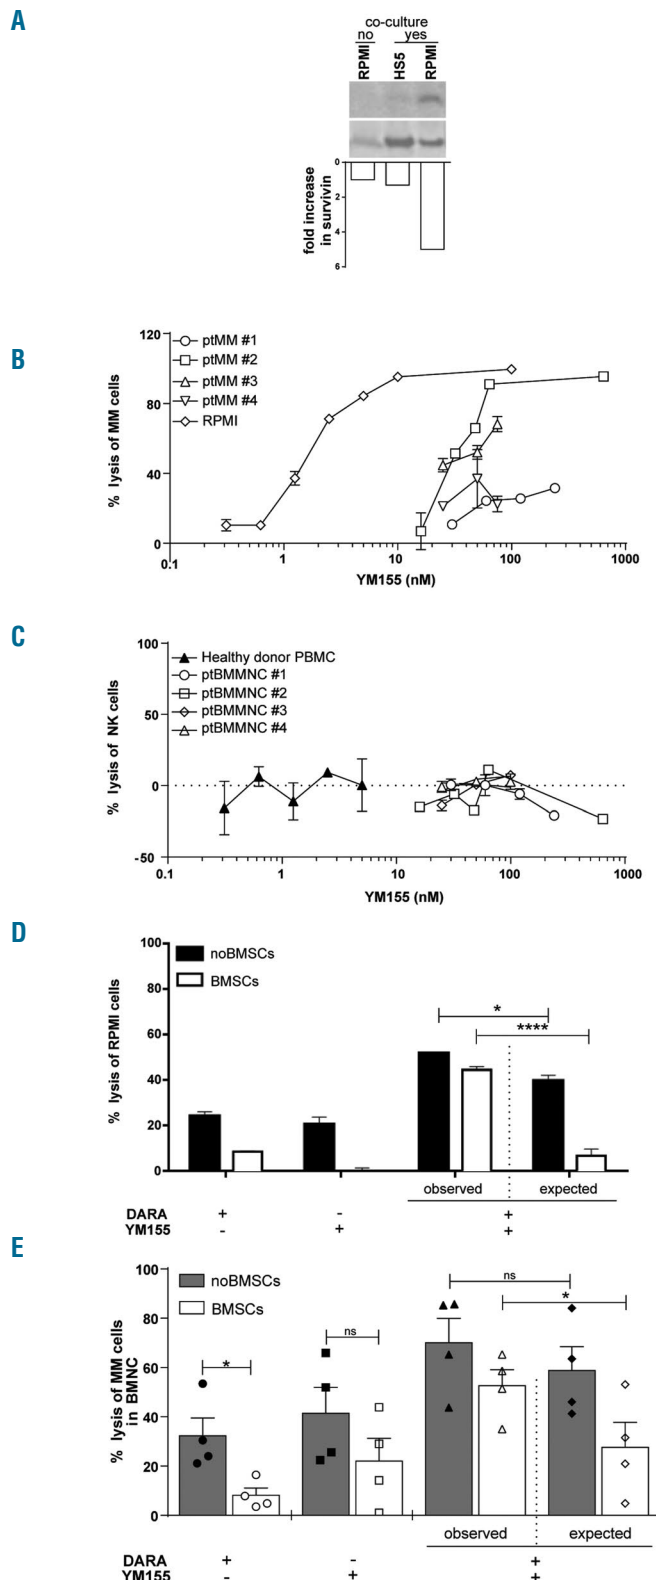 A
co-culture
no yes
RPMI HS5 RPMI
0
2
4
6
fold increase
in survivin
B
120
80
40
0
ptMM #1
ptMM #2
ptMM #3
ptMM #4
RPMI
% lysis of MM cells
0.1 1 10 100 1000
YM155 (nM)
C
100
50
0
-50
Healthy donor PBMC
ptBMMNC #1
ptBMMNC #2
ptBMMNC #3
ptBMMNC #4
% lysis of NK cells
0.1 1 10 100 1000
YM155 (nM)
D
100
80
60
40
20
0
noBMSCs
BMSCs
% lysis of RPMI cells
*
****
observed expected
DARA + - +
YM155 - + +
E
100
80
60
40
20
0
noBMSCs
BMSCs
% lysis of MM cells
in BMNC
ns
*
ns
*
observed expected
DARA + - +
YM155 - + +